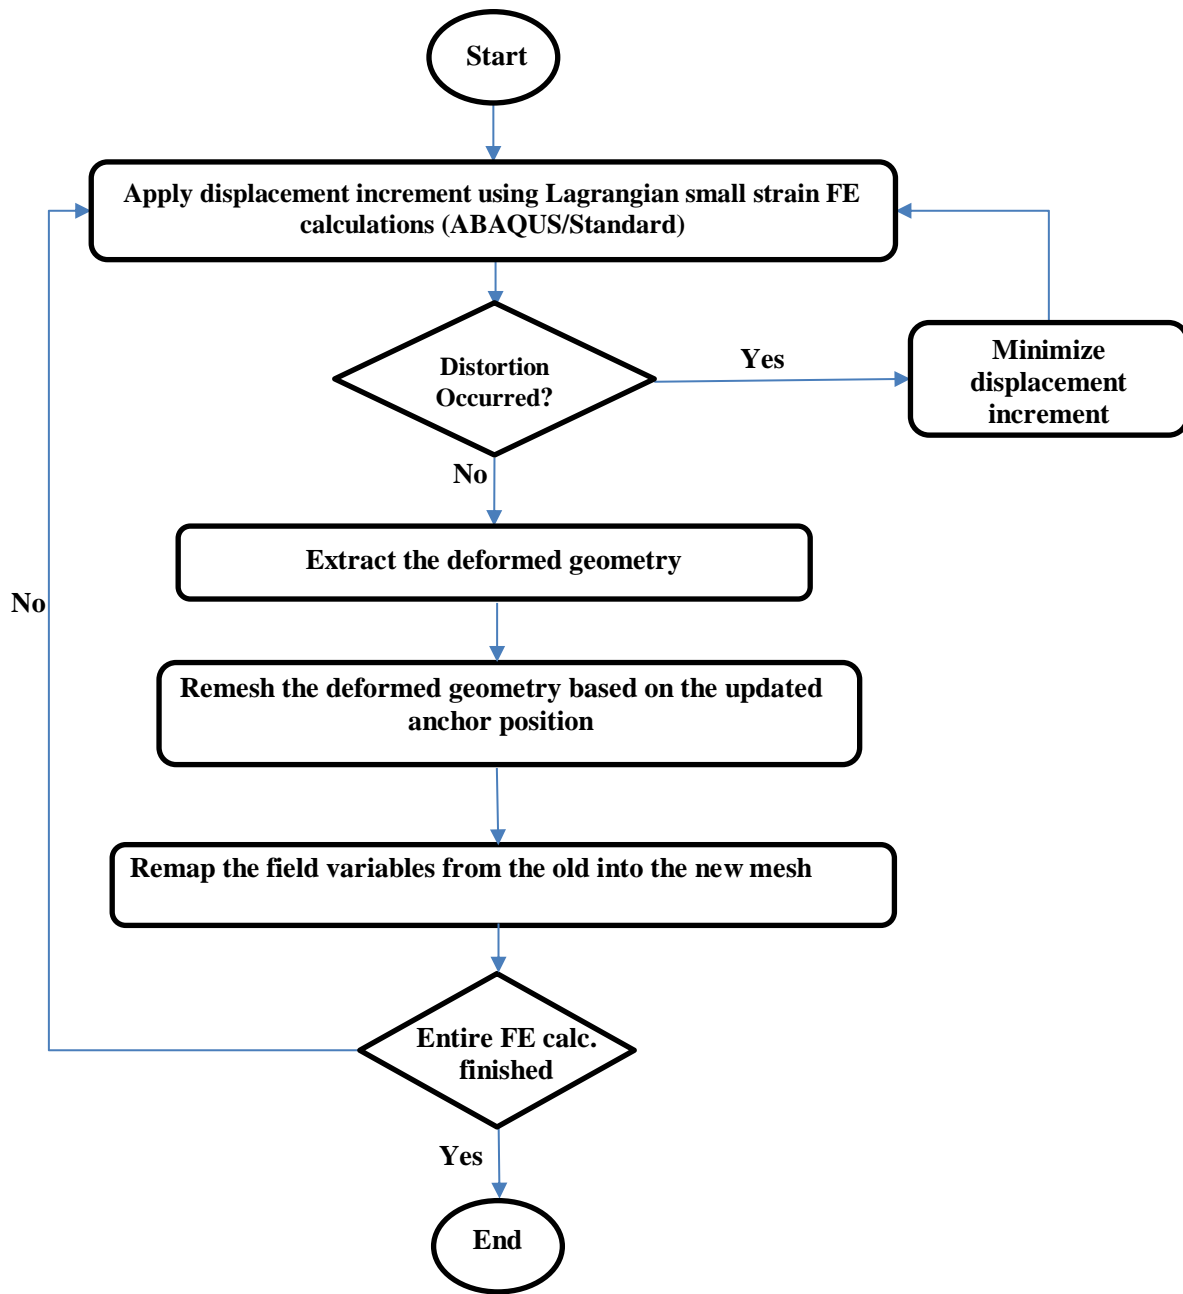 Start
Apply displacement increment using Lagrangian small strain FE
calculations (ABAQUS/Standard)
Distortion
Occurred?
Yes
Minimize
displacement
increment
No
Extract the deformed geometry
No
Remesh the deformed geometry based on the updated
anchor position
Remap the field variables from the old into the new mesh
Entire FE calc.
finished
Yes
End